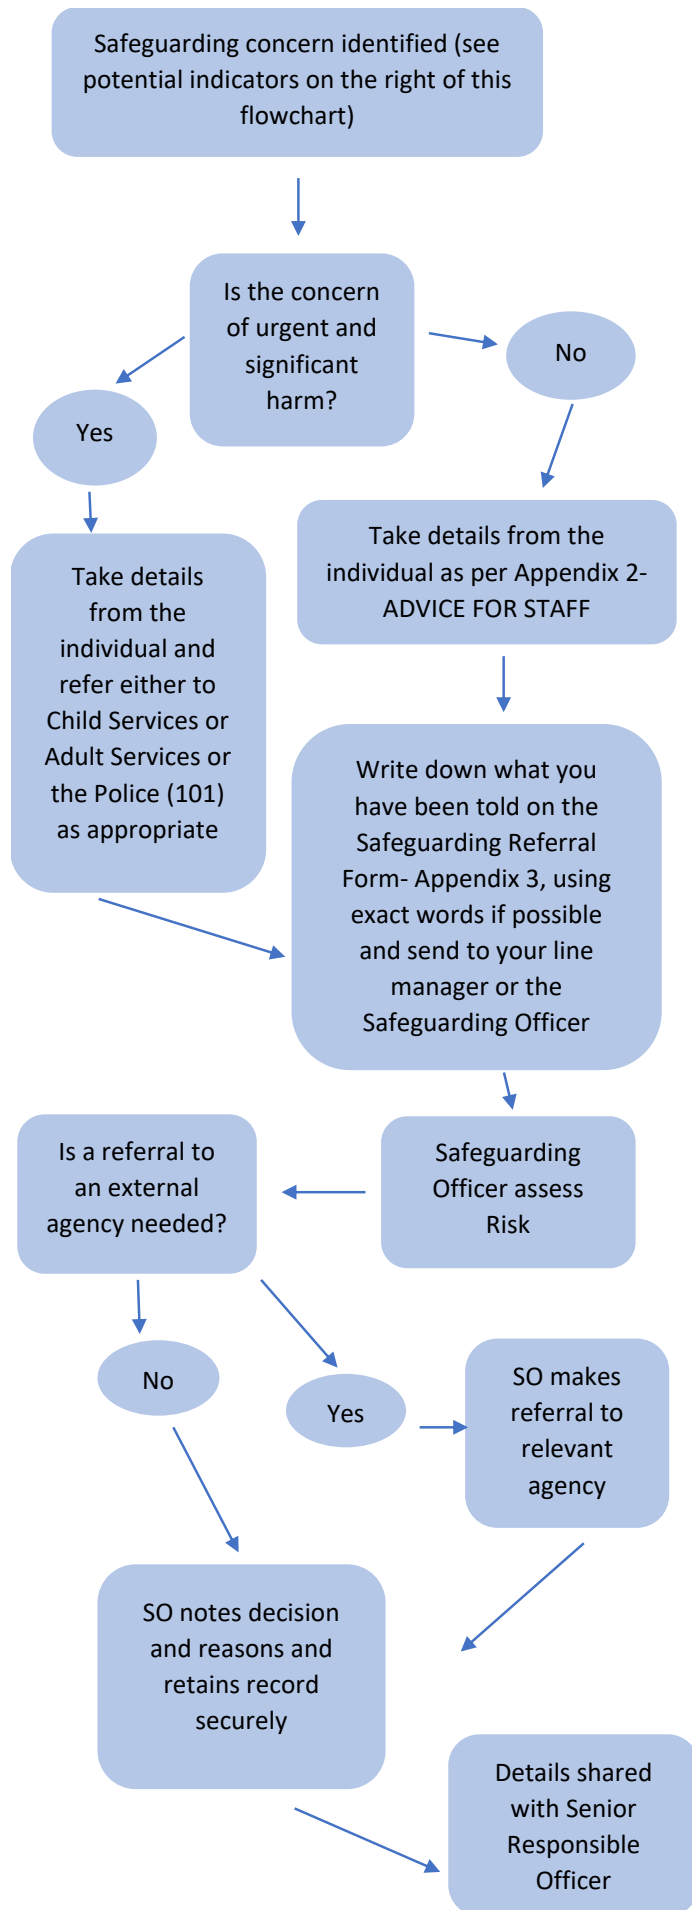 Safeguarding concern identified (see
potential indicators on the right of this
flowchart)
Is the concern
of urgent and
significant
harm?
No
Yes
Take details from the
individual as per Appendix 2-
ADVICE FOR STAFF
Take details
from the
individual and
refer either to
Child Services or
Adult Services or
the Police (101)
as appropriate
Write down what you
have been told on the
Safeguarding Referral
Form- Appendix 3, using
exact words if possible
and send to your line
manager or the
Safeguarding Officer
Safeguarding
Officer assess
Risk
Is a referral to
an external
agency needed?
No
Yes
SO makes
referral to
relevant
agency
SO notes decision
and reasons and
retains record
securely
Details shared
with Senior
Responsible
Officer